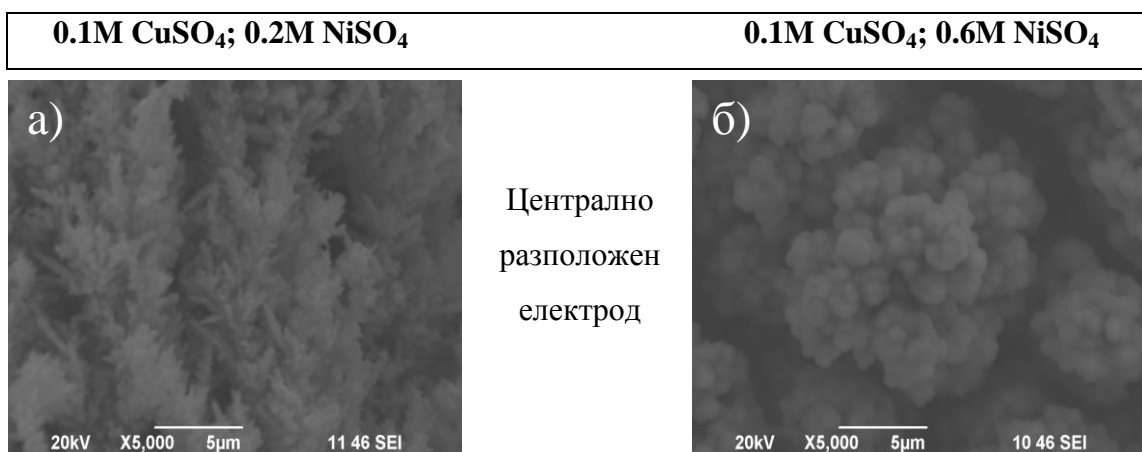 0.1M CuSO₄; 0.2M NiSO₄ 0.1M CuSO₄; 0.6M NiSO₄
а)
Централно
разположен
електрод
б)
20kV X5,000 5µm 11 46 SEI
20kV X5,000 5µm 10 46 SEI